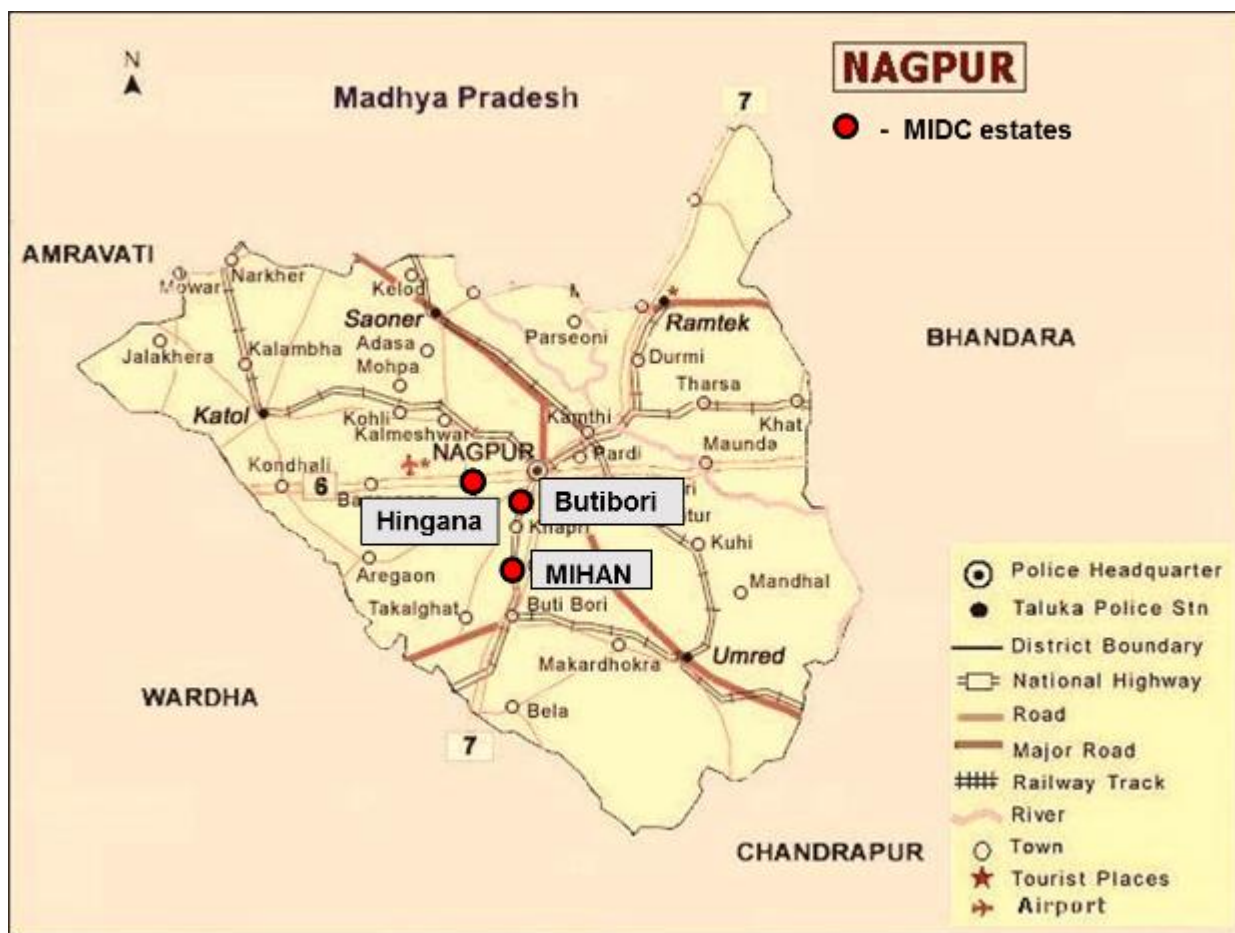 N
NAGPUR
Madhya Pradesh
7
- MIDC estates
AMRAVATI
Narkher
Mowar
Kelod
Saoner
Ramtek
Parseoni
BHANDARA
Adasa
Jalakhera
Kalambha
Mohpa
Durmi
Tharsa
Katol
Kohli
Kamthi
Khat
Kalmeshwar
NAGPUR
Pardi
Maunda
Kondhali
6
Hingana
Butibori
Khapri
Kuhi
Aregaon
MIHAN
Mandhal
Takalghat
Buti Bori
Makardhokra
Umred
WARDHA
Bela
7
CHANDRAPUR
Police Headquarter
Taluka Police Stn
District Boundary
National Highway
Road
Major Road
Railway Track
River
Town
Tourist Places
Airport